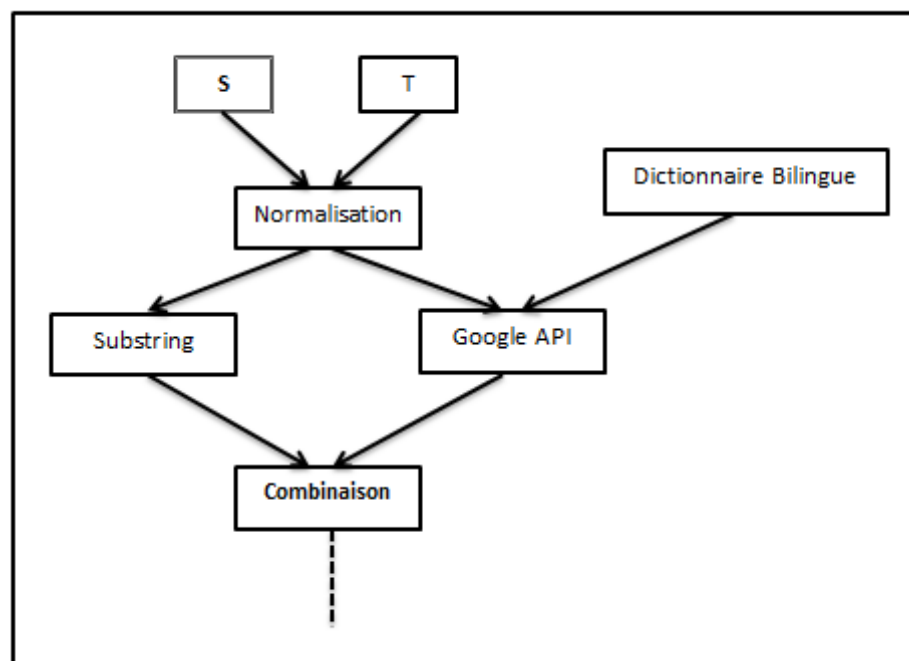 S
T
Dictionnaire Bilingue
Normalisation
Substring
Google API
Combinaison